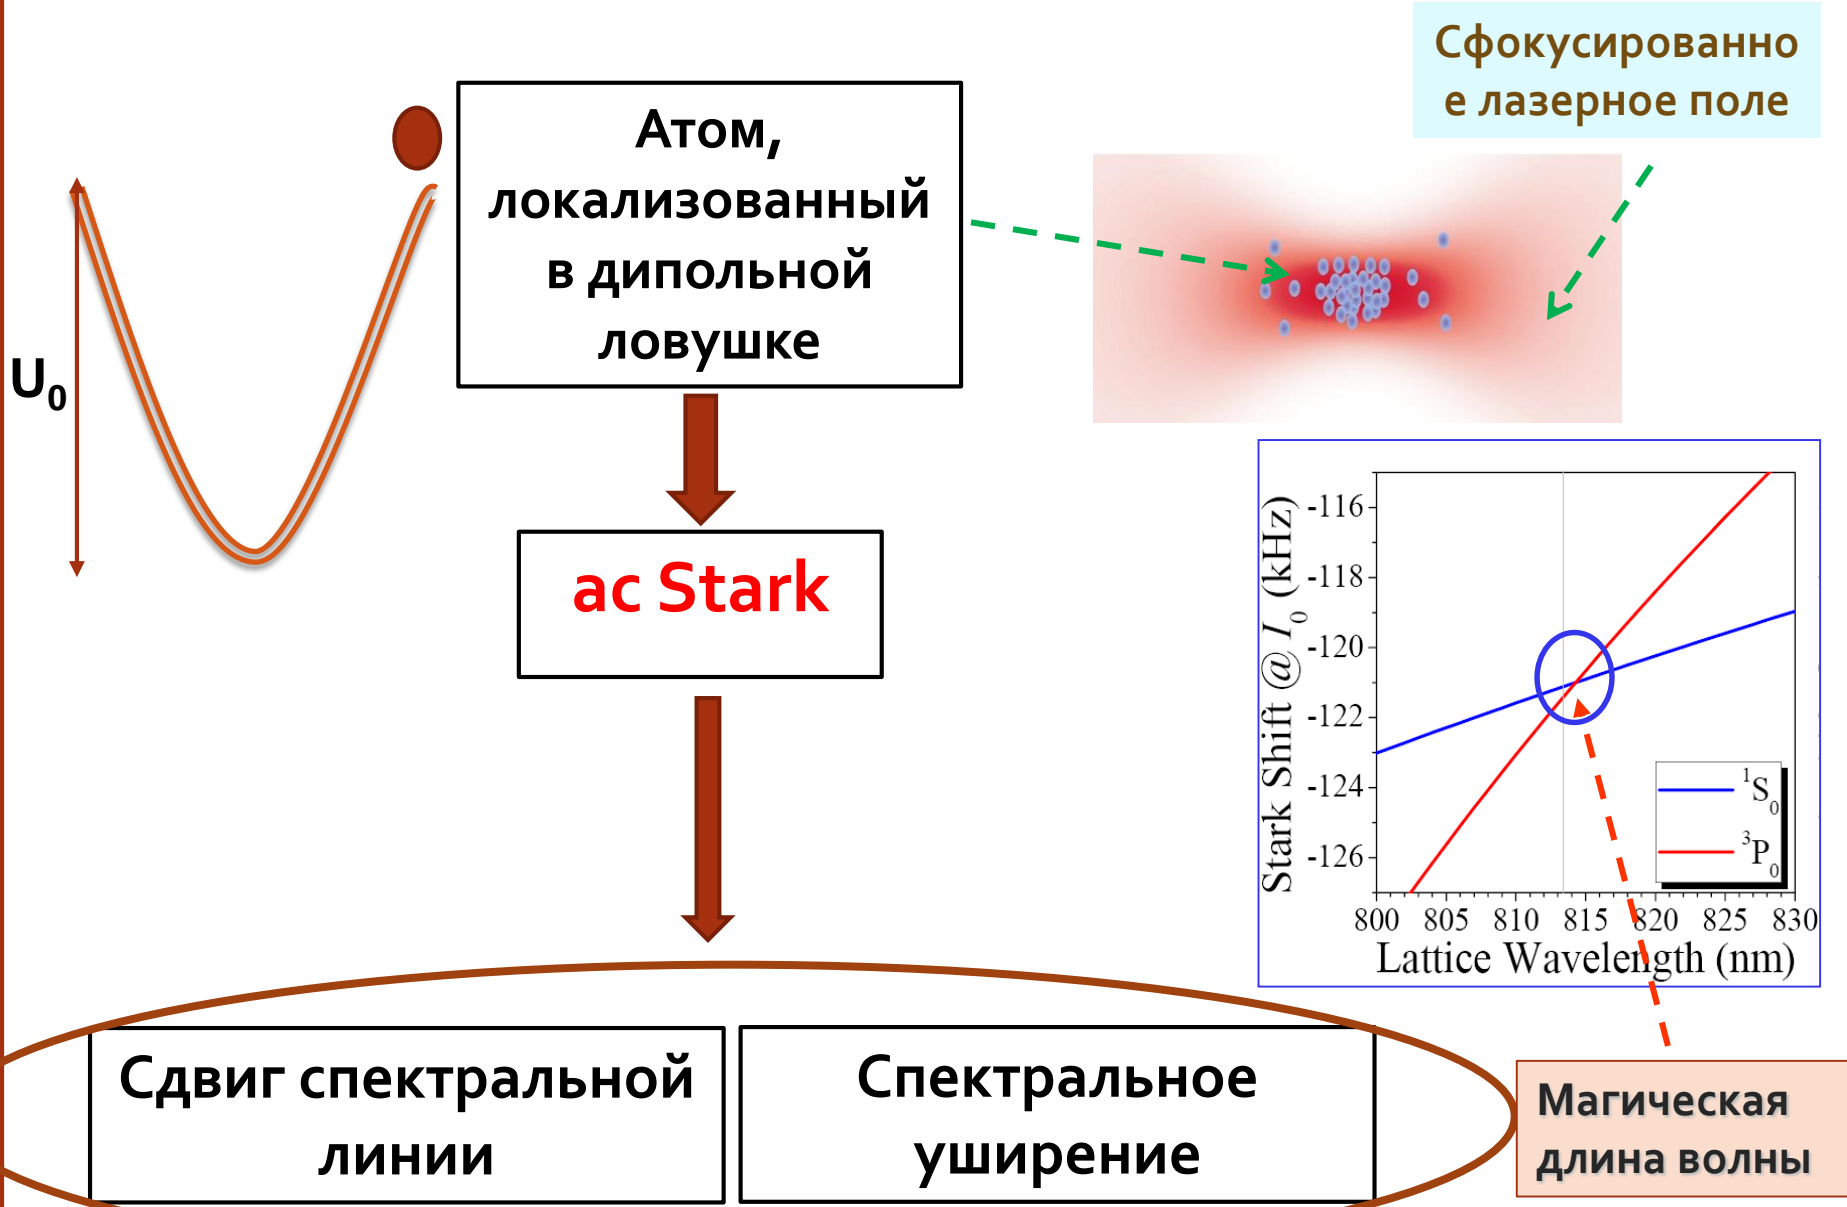 Сфокусированно
е лазерное поле
Атом,
локализованный
в дипольной
ловушке
U₀
ac Stark
Stark Shift @ I₀ (kHz)
-116
-118
-120
-122
-124
-126
¹S₀
³P₀
800 805 810 815 820 825 830
Lattice Wavelength (nm)
Сдвиг спектральной
линии
Спектральное
уширение
Магическая
длина волны